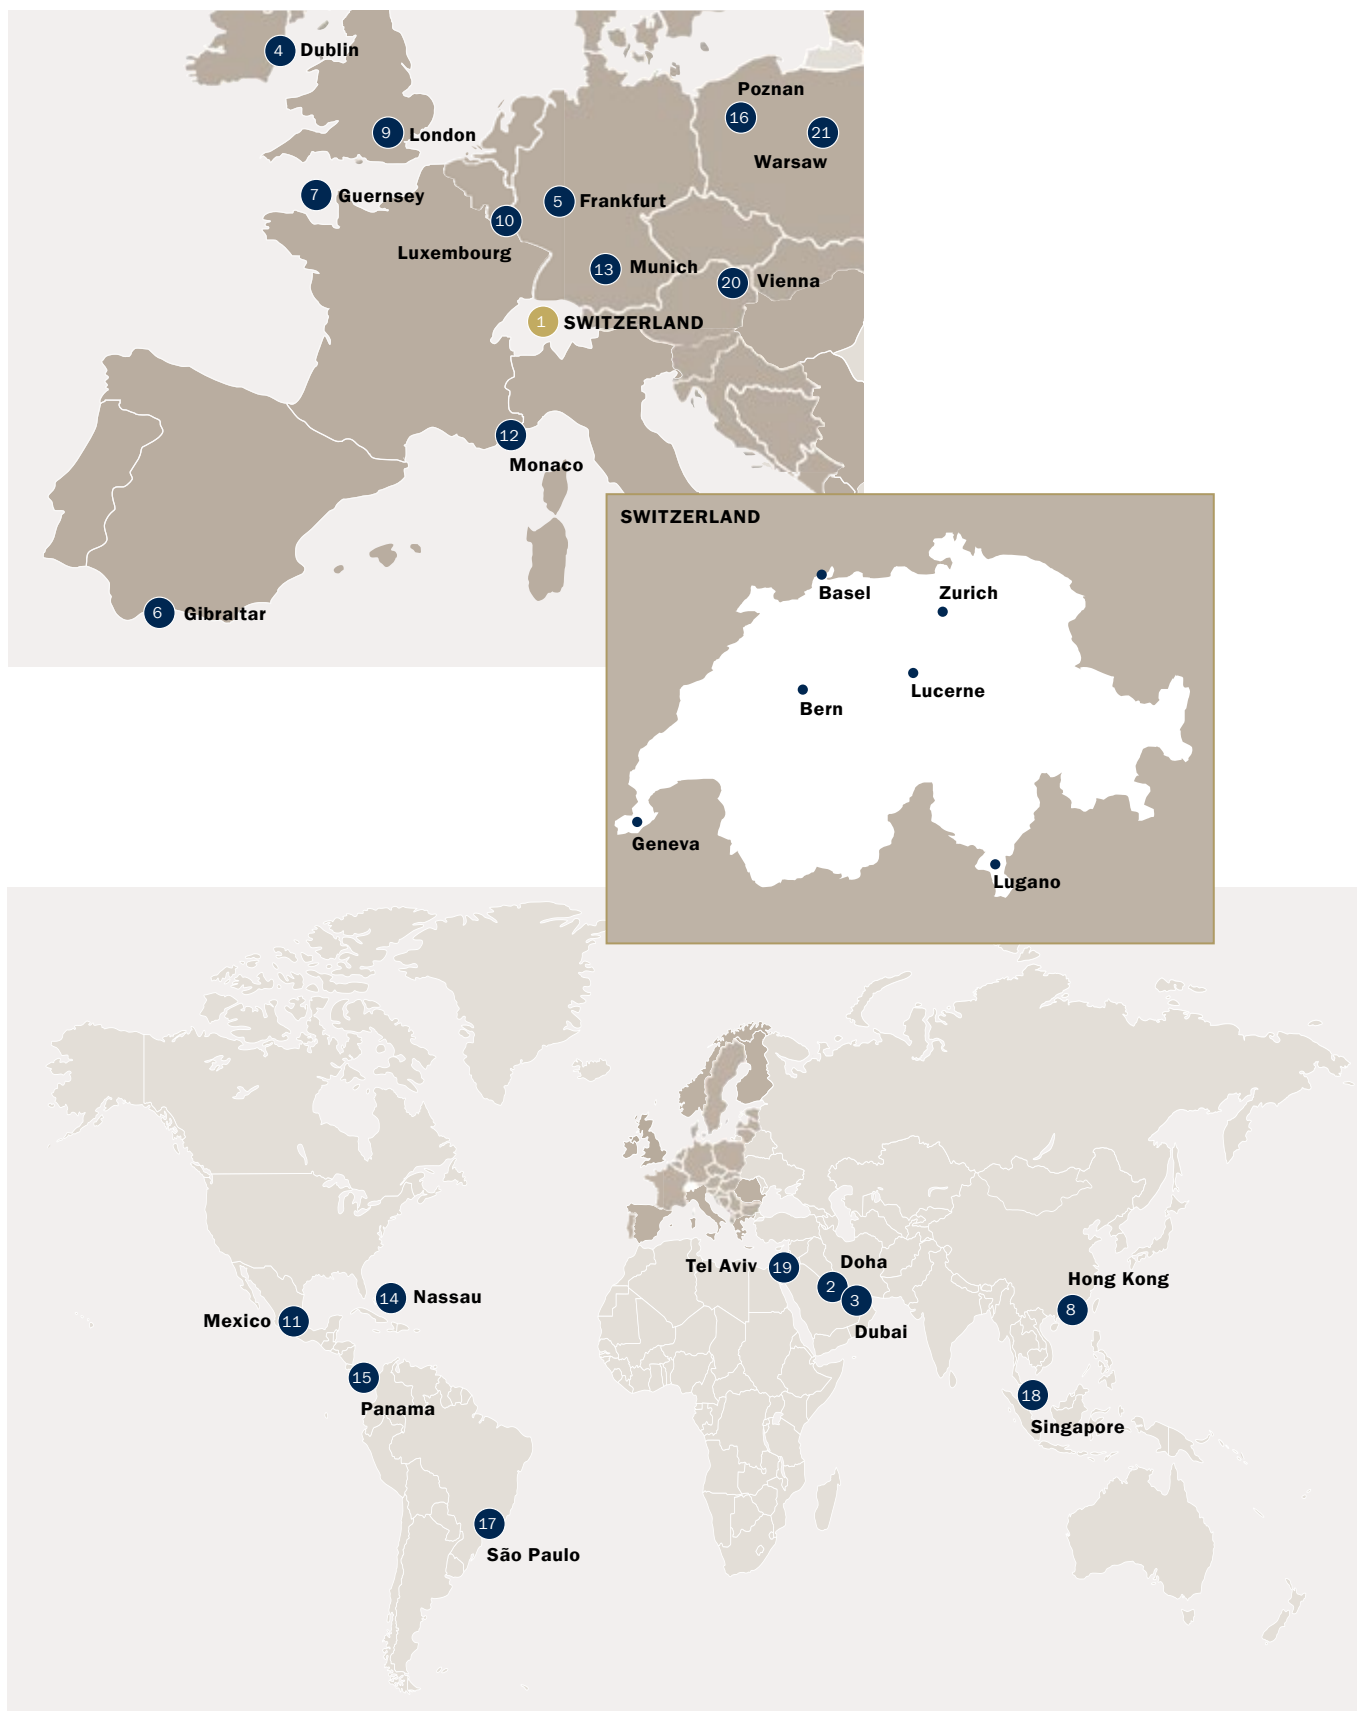 4 Dublin
Poznan
16
21
9 London
Warsaw
7 Guernsey
5 Frankfurt
10
Luxembourg
13 Munich
20 Vienna
1 SWITZERLAND
12
Monaco
6 Gibraltar
SWITZERLAND
Basel
Zurich
Lucerne
Bern
Geneva
Lugano
Tel Aviv 19
Doha
2
3
Dubai
Hong Kong
8
14 Nassau
Mexico 11
15
Panama
18
Singapore
17
São Paulo